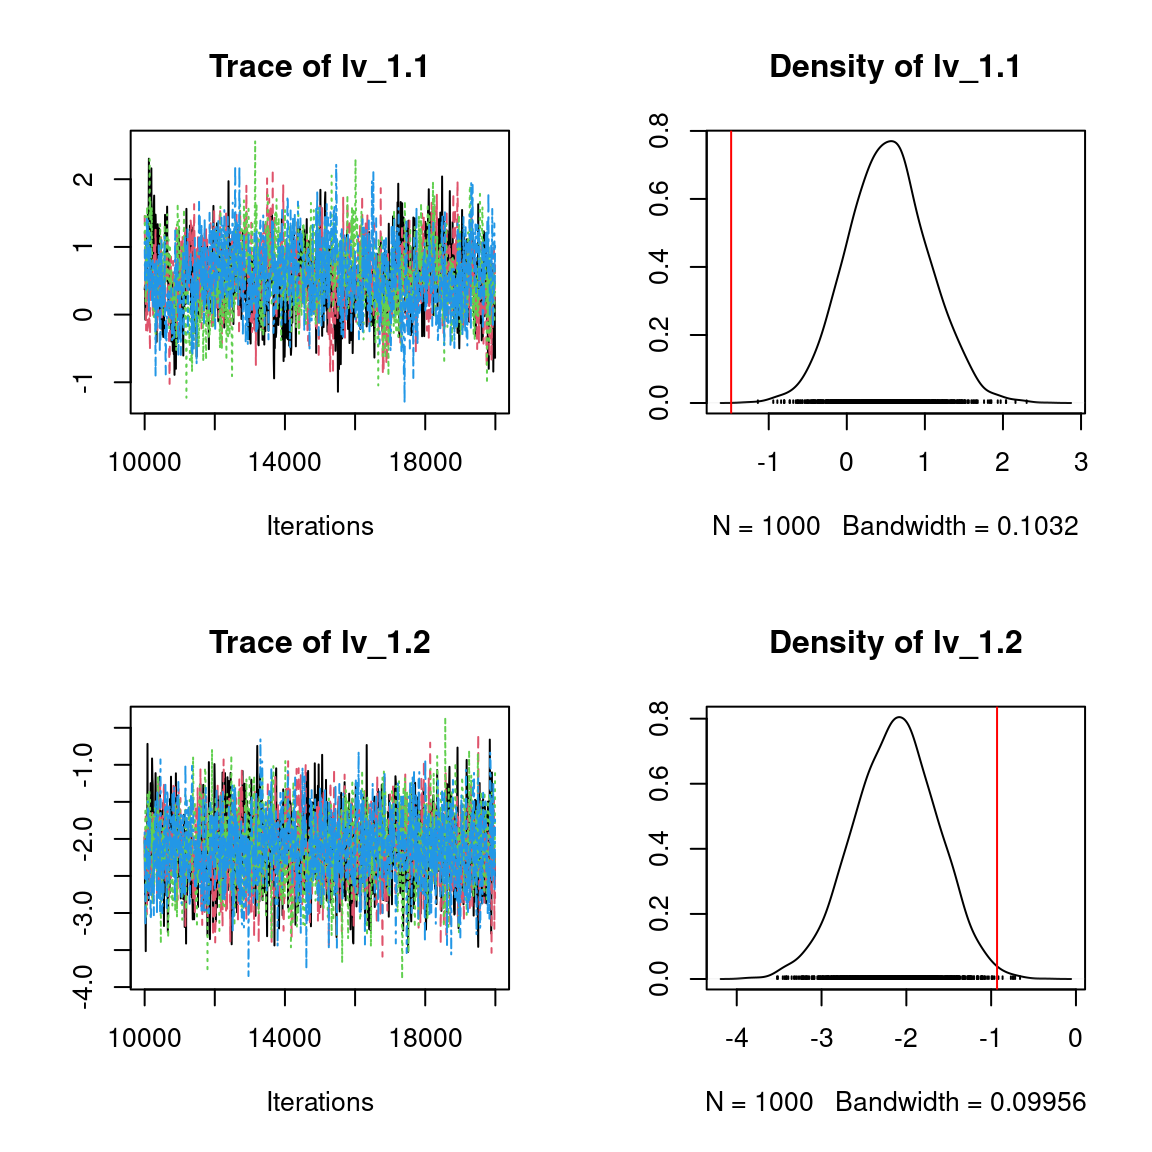 Trace of lv_1.1
2
1
0
-1
10000 14000 18000
Iterations
Density of lv_1.1
0.8
0.6
0.4
0.2
0.0
-1 0 1 2 3
N = 1000 Bandwidth = 0.1032
Trace of lv_1.2
-1.0
-2.0
-3.0
-4.0
10000 14000 18000
Iterations
Density of lv_1.2
0.8
0.6
0.4
0.2
0.0
-4 -3 -2 -1 0
N = 1000 Bandwidth = 0.09956